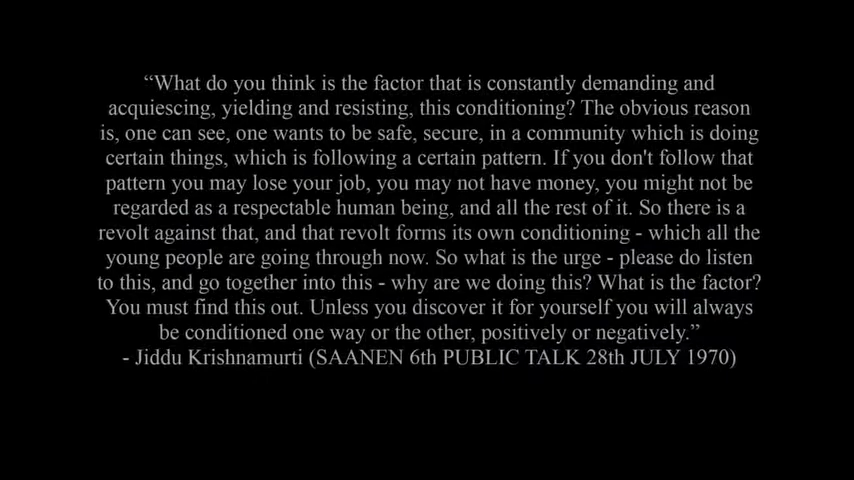 “What do you think is the factor that is constantly demanding and
acquiescing, yielding and resisting, this conditioning? The obvious reason
is, one can see, one wants to be safe, secure, in a community which is doing
certain things, which is following a certain pattern. If you don't follow that
pattern you may lose your job, you may not have money, you might not be
regarded as a respectable human being, and all the rest of it. So there is a
revolt against that, and that revolt forms its own conditioning - which all the
young people are going through now. So what is the urge - please do listen
to this, and go together into this - why are we doing this? What is the factor?
You must find this out. Unless you discover it for yourself you will always
be conditioned one way or the other, positively or negatively.”
- Jiddu Krishnamurti (SAANEN 6th PUBLIC TALK 28th JULY 1970)